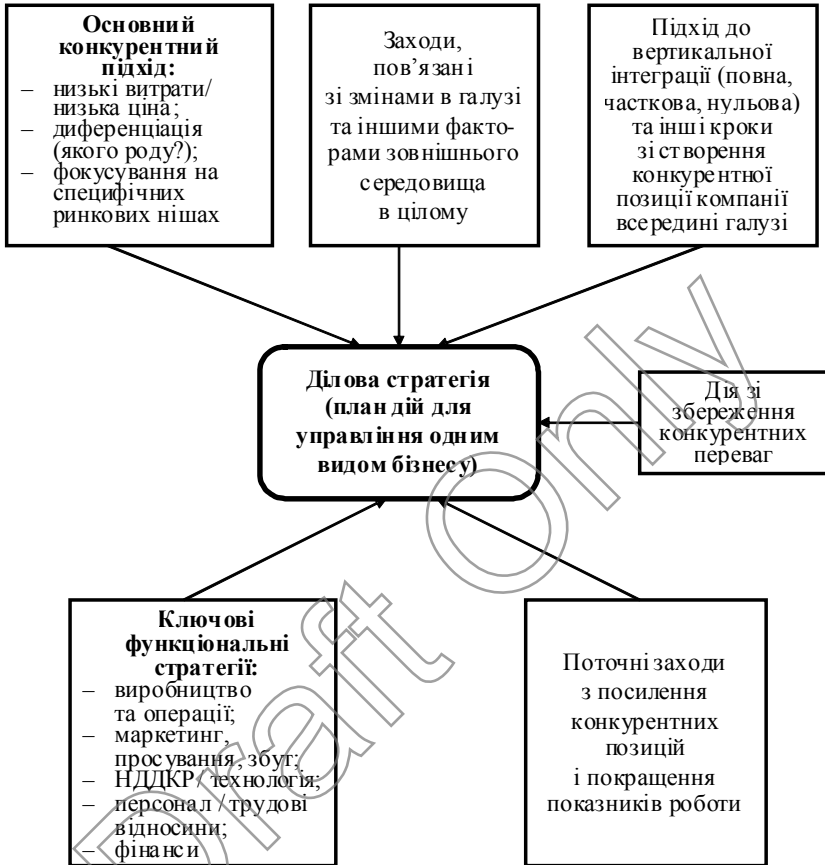 Основний
конкурентний
підхід:
– низькі витрати/
низька ціна;
– диференціація
(якого роду?);
– фокусування на
специфічних
ринкових нішах
Заходи,
пов’язані
зі змінами в галузі
та іншими факто-
рами зовнішнього
середовища
в цілому
Підхід до
вертикальної
інтеграції (повна,
часткова, нульова)
та інші кроки
зі створення
конкурентної
позиції компанії
всередині галузі
Ділова стратегія
(план дій для
управління одним
видом бізнесу)
Дія зі
збереження
конкурентних
переваг
Ключові
функціональні
стратегії:
– виробництво
та операції;
– маркетинг,
просування, збут;
– НДДКР/ технологія;
– персонал / трудові
відносини;
– фінанси
Поточні заходи
з посилення
конкурентних
позицій
і покращення
показників роботи
Draft Only